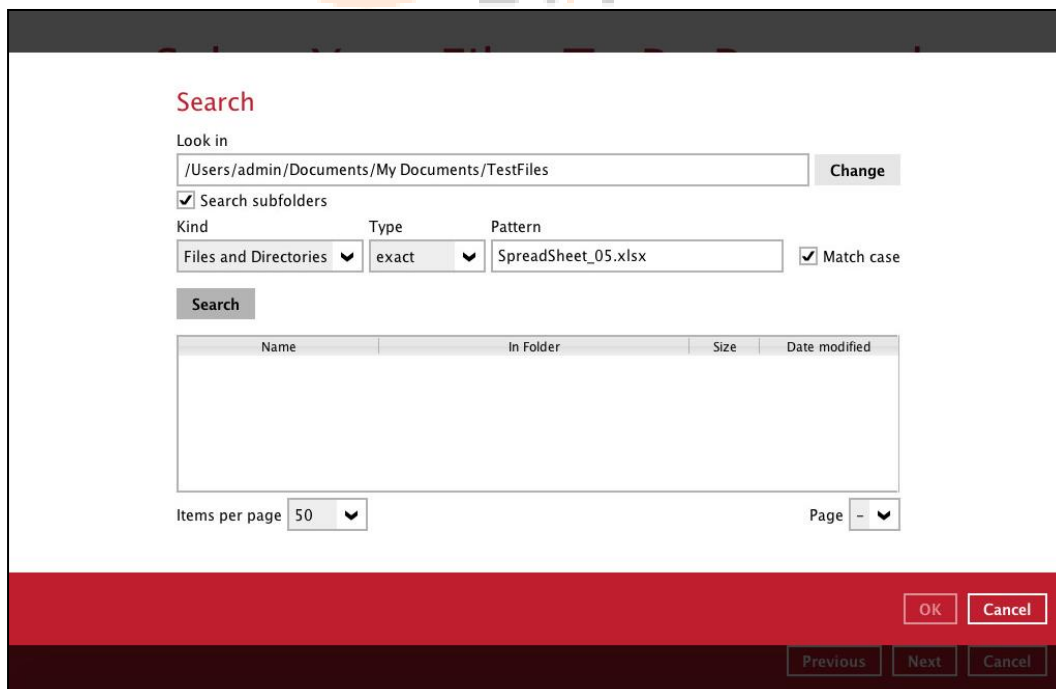 Search
Look in
/Users/admin/Documents/My Documents/TestFiles
Change
Search subfolders
Kind Type Pattern
Files and Directories exact SpreadSheet_05.xlsx Match case
Search
Name In Folder Size Date modified
Items per page 50 Page -
OK Cancel
Previous Next Cancel